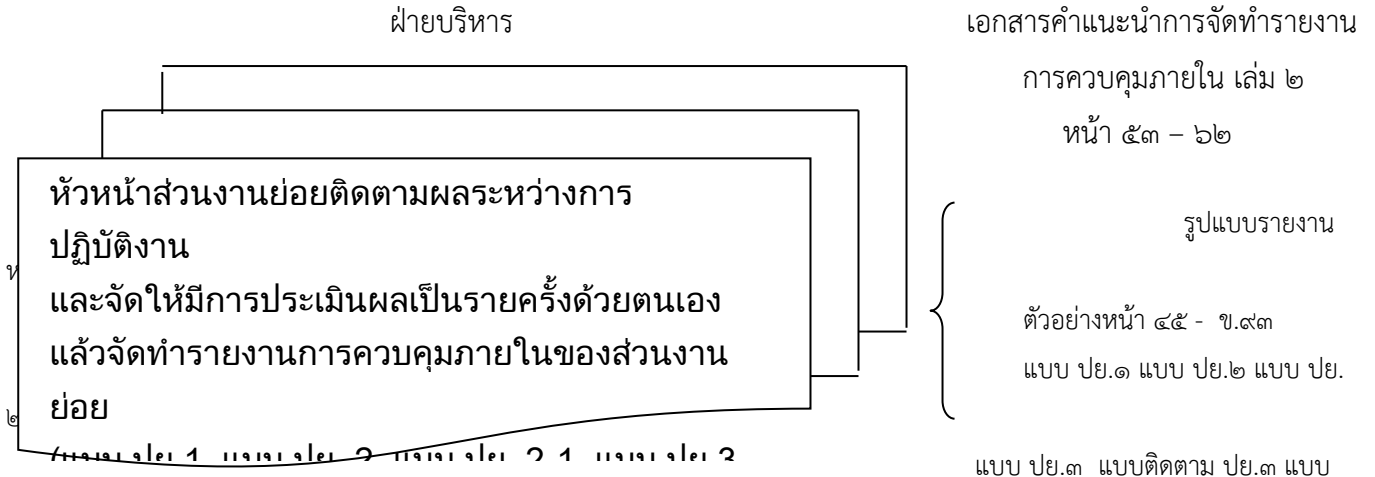 ฝ่ายบริหาร
เอกสารคำแนะนำการจัดทำรายงาน
การควบคุมภายใน เล่ม ๒
หน้า ๕๓ – ๖๒
หัวหน้าส่วนงานย่อยติดตามผลระหว่างการ
ปฏิบัติงาน
และจัดให้มีการประเมินผลเป็นรายครั้งด้วยตนเอง
แล้วจัดทำรายงานการควบคุมภายในของส่วนงาน
ย่อย
รูปแบบรายงาน
ตัวอย่างหน้า ๔๕ - ข.๙๓
แบบ ปย.๑ แบบ ปย.๒ แบบ ปย.
แบบ ปย.๓ แบบติดตาม ปย.๓ แบบ